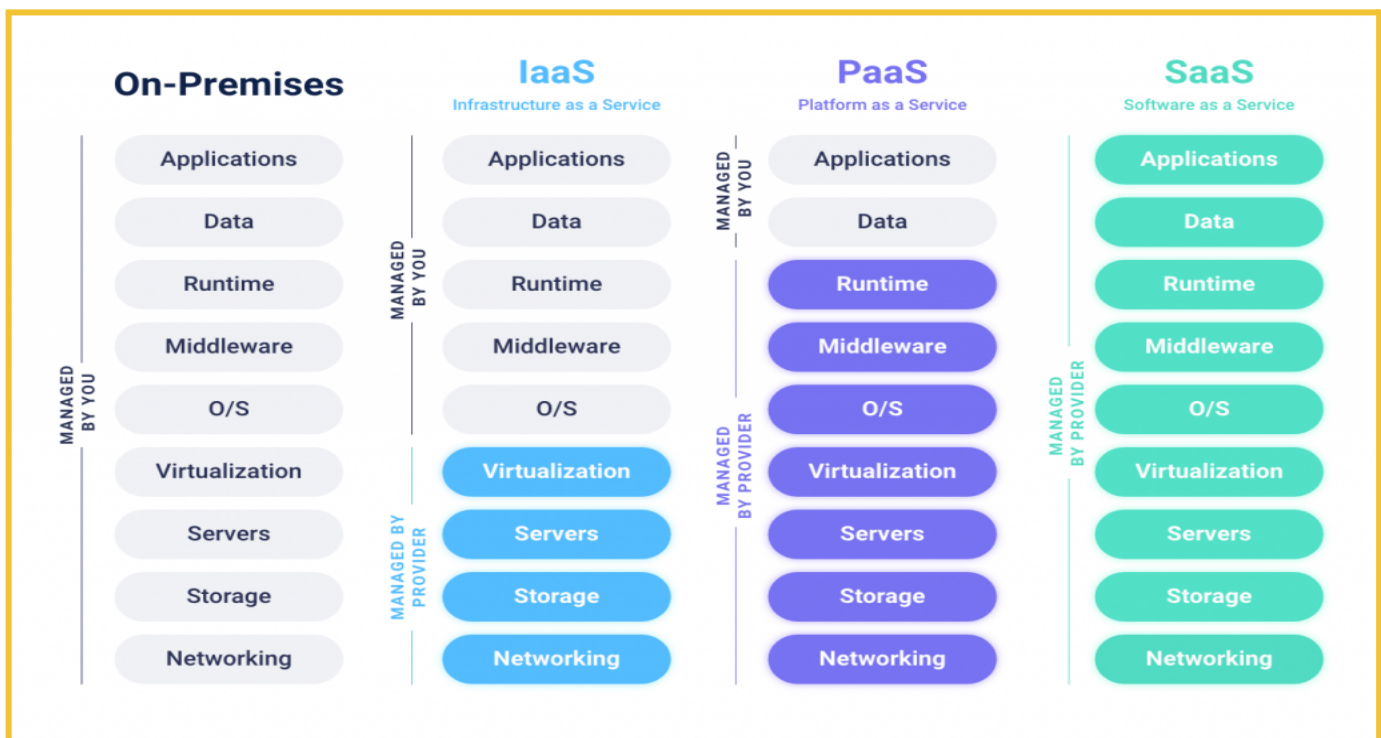 On-Premises
MANAGED
BY YOU
Applications
Data
Runtime
Middleware
O/S
Virtualization
Servers
Storage
Networking
IaaS
Infrastructure as a Service
MANAGED
BY YOU
MANAGED BY
PROVIDER
Applications
Data
Runtime
Middleware
O/S
Virtualization
Servers
Storage
Networking
PaaS
Platform as a Service
MANAGED
BY YOU
MANAGED
BY PROVIDER
Applications
Data
Runtime
Middleware
O/S
Virtualization
Servers
Storage
Networking
SaaS
Software as a Service
MANAGED
BY PROVIDER
Applications
Data
Runtime
Middleware
O/S
Virtualization
Servers
Storage
Networking